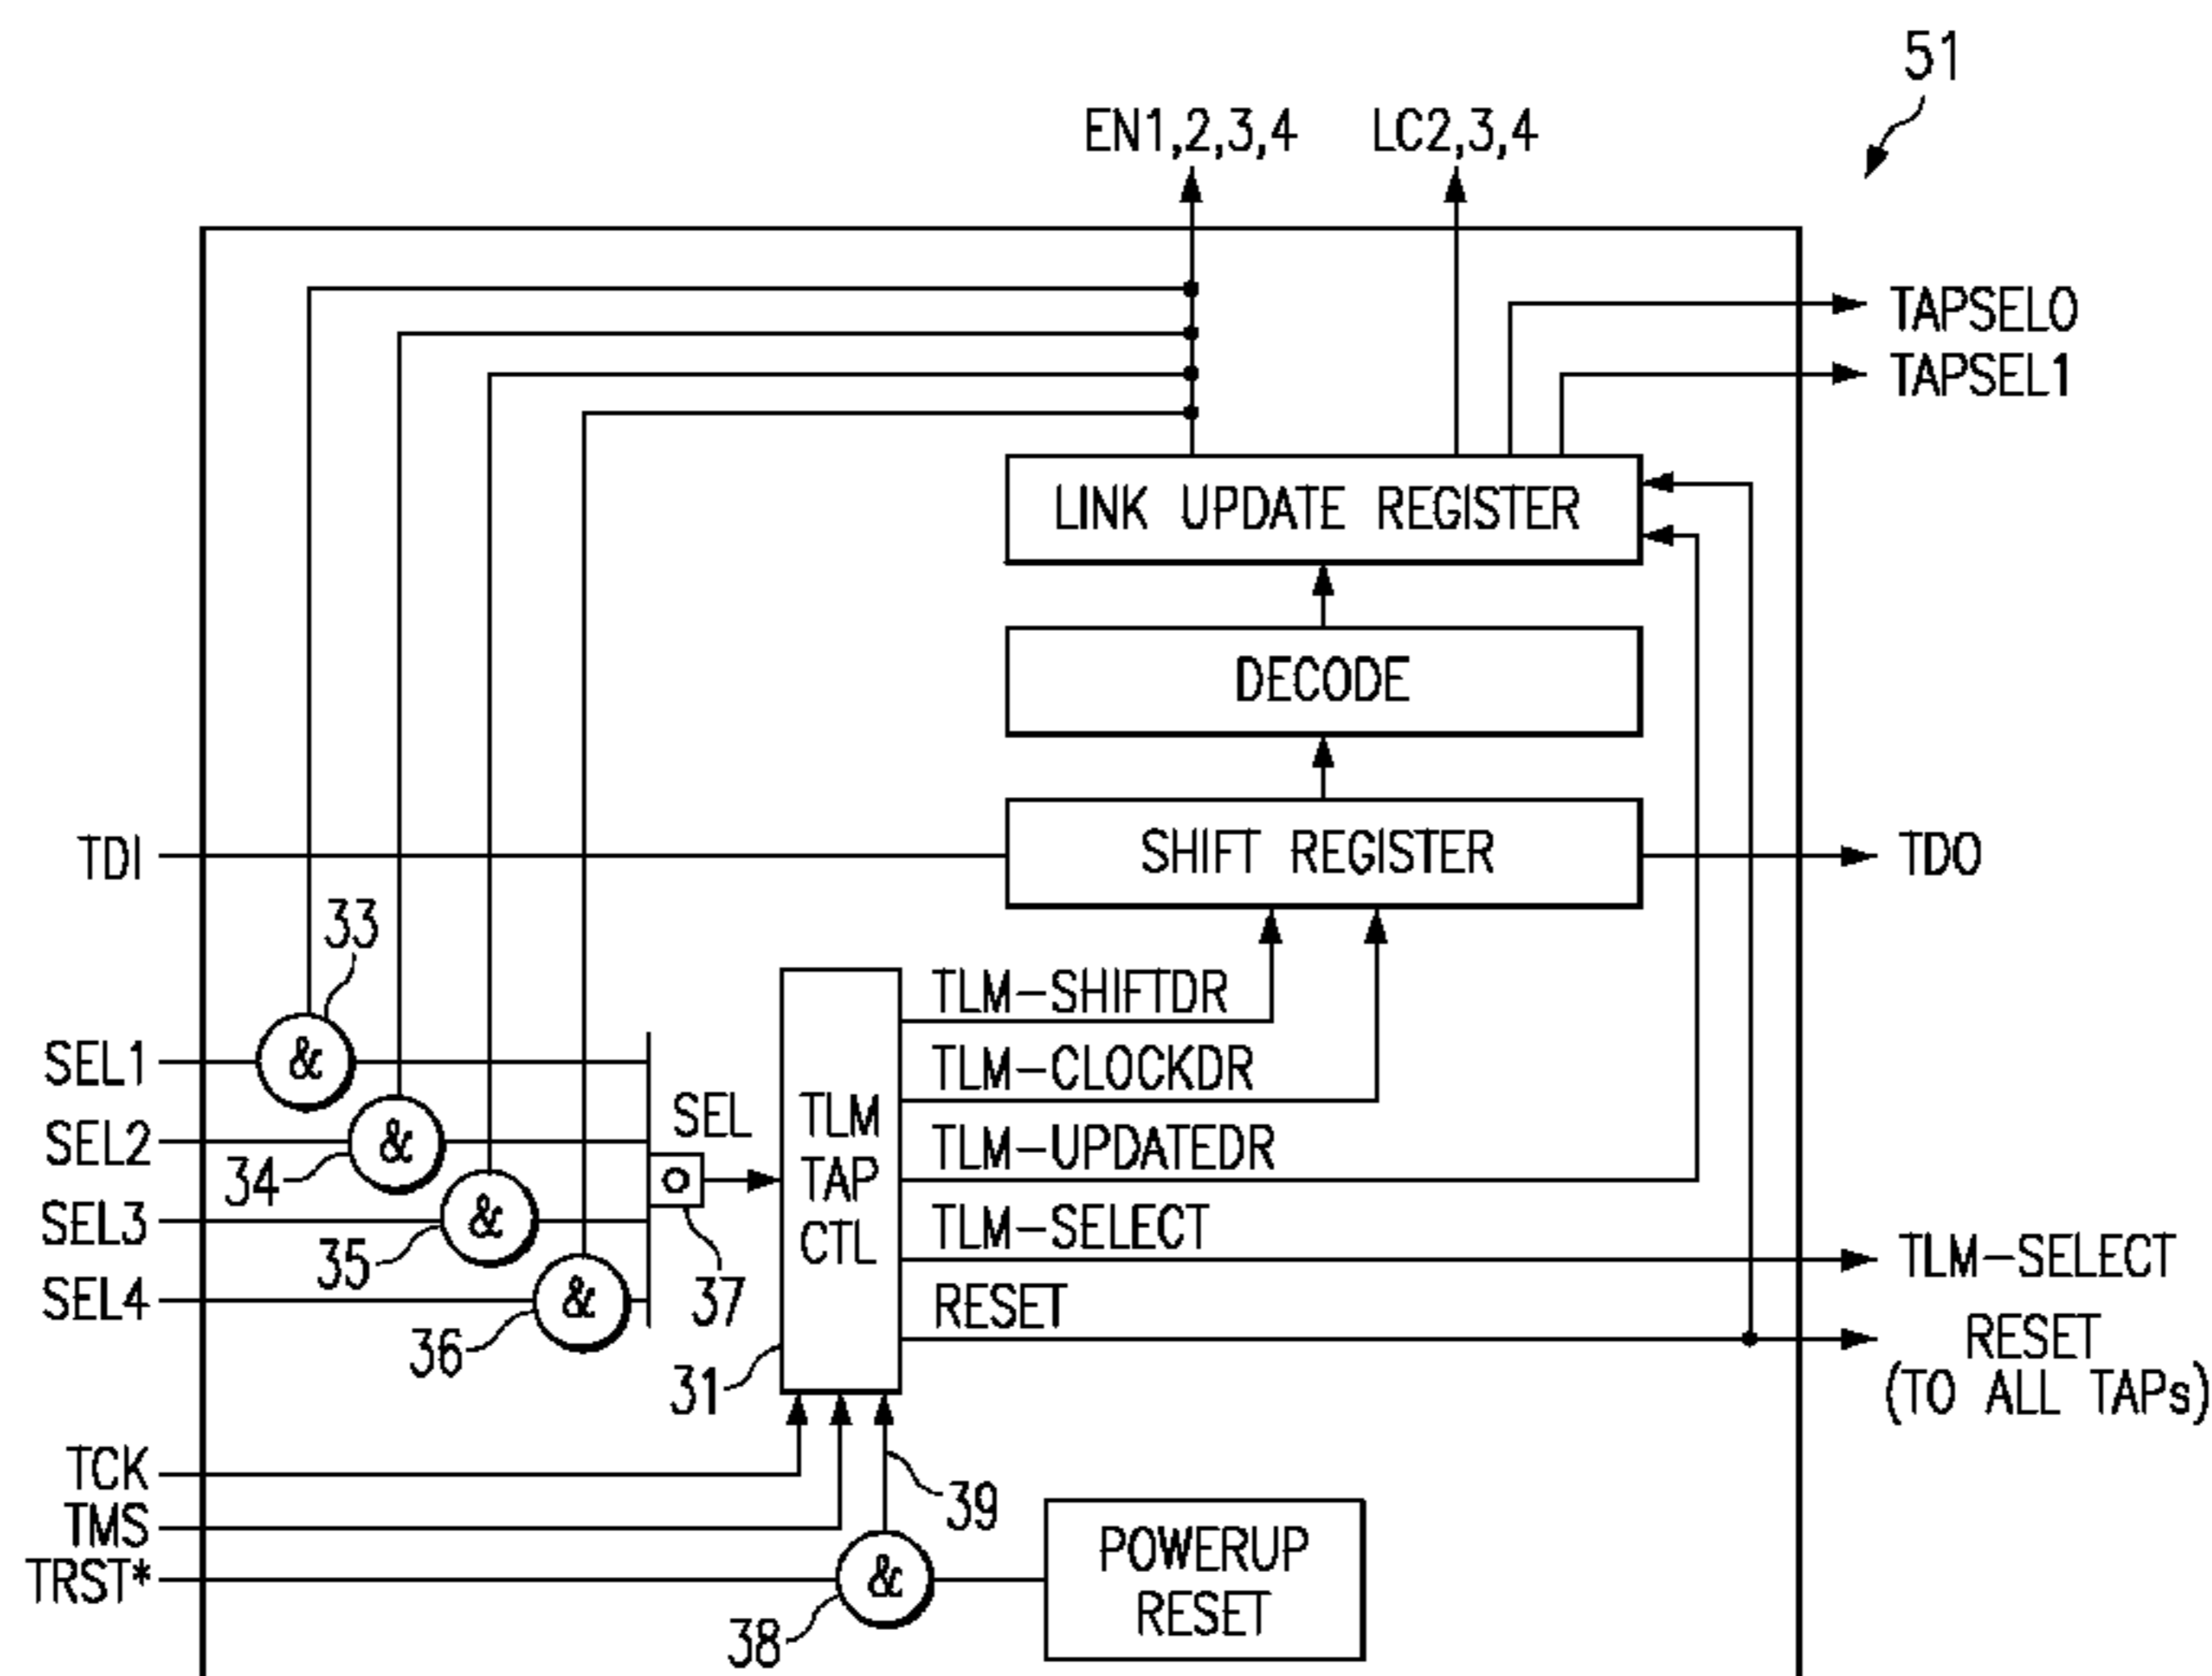 51
EN1,2,3,4 LC2,3,4
TAPSEL0
TAPSEL1
LINK UPDATE REGISTER
DECODE
TDI
SHIFT REGISTER
TDO
33
TLM-SHIFTDR
SEL1
&
TLM-CLOCKDR
SEL
TLM
TAP
CTL
SEL2
&
34
TLM-UPDATEDR
SEL3
&
35
TLM-SELECT
TLM-SELECT
SEL4
&
36
37
RESET
RESET
(TO ALL TAPs)
31
TCK
39
TMS
TRST*
&
38
POWERUP
RESET